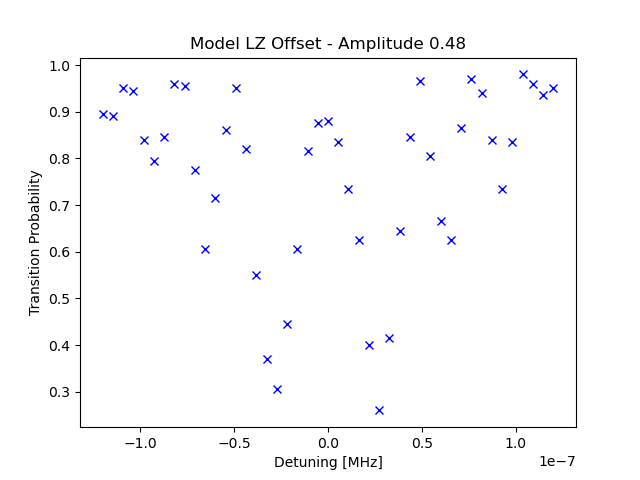 Model LZ Offset - Amplitude 0.48
1.0
0.9
0.8
0.7
0.6
0.5
0.4
0.3
Transition Probability
−1.0 −0.5 0.0 0.5 1.0
1e−7
Detuning [MHz]